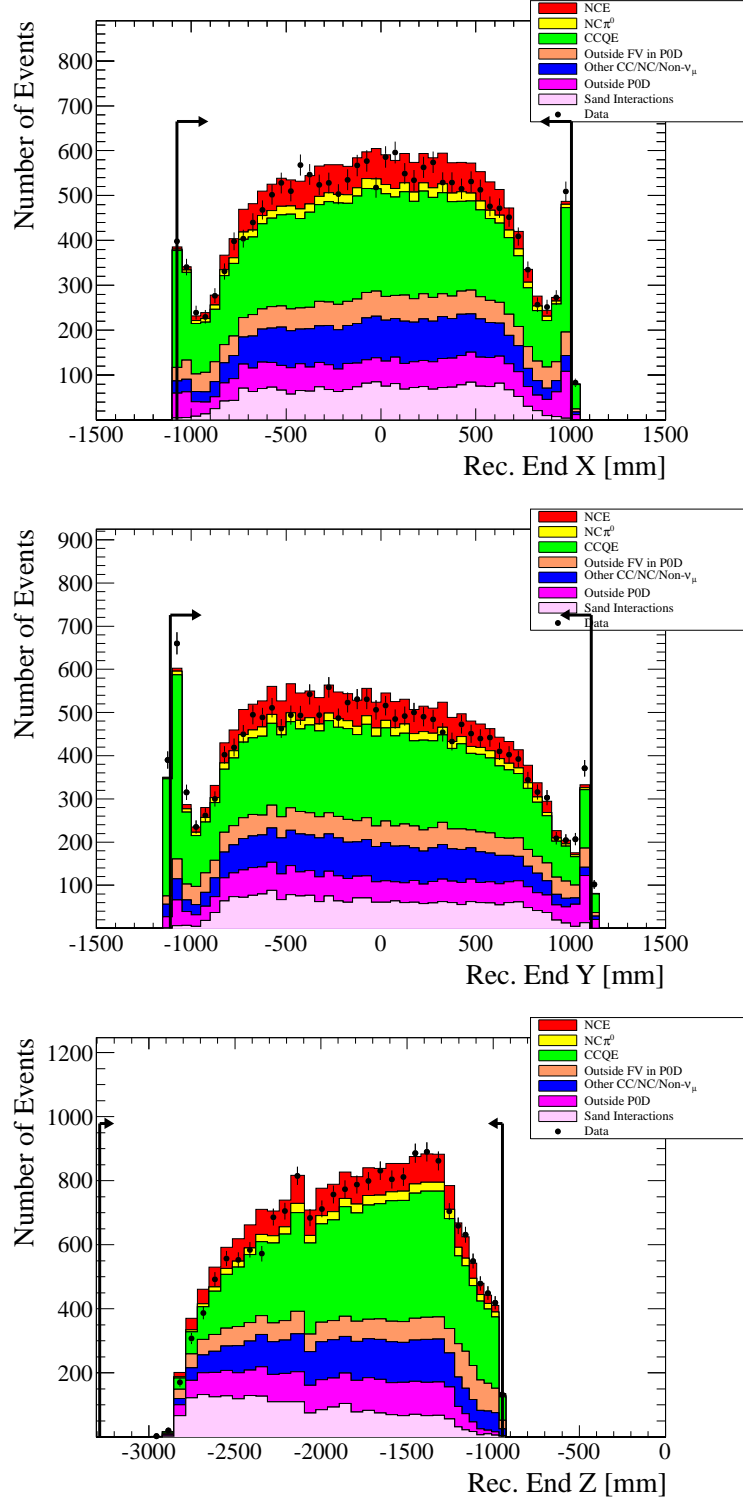 NCE
NCπ⁰
CCQE
Outside FV in P0D
Other CC/NC/Non-νμ
Outside P0D
Sand Interactions
Data
Number of Events
800
700
600
500
400
300
200
100
-1500 -1000 -500 0 500 1000 1500
Rec. End X [mm]
NCE
NCπ⁰
CCQE
Outside FV in P0D
Other CC/NC/Non-νμ
Outside P0D
Sand Interactions
Data
Number of Events
900
800
700
600
500
400
300
200
100
-1500 -1000 -500 0 500 1000 1500
Rec. End Y [mm]
NCE
NCπ⁰
CCQE
Outside FV in P0D
Other CC/NC/Non-νμ
Outside P0D
Sand Interactions
Data
Number of Events
1200
1000
800
600
400
200
-3000 -2500 -2000 -1500 -1000 -500 0
Rec. End Z [mm]